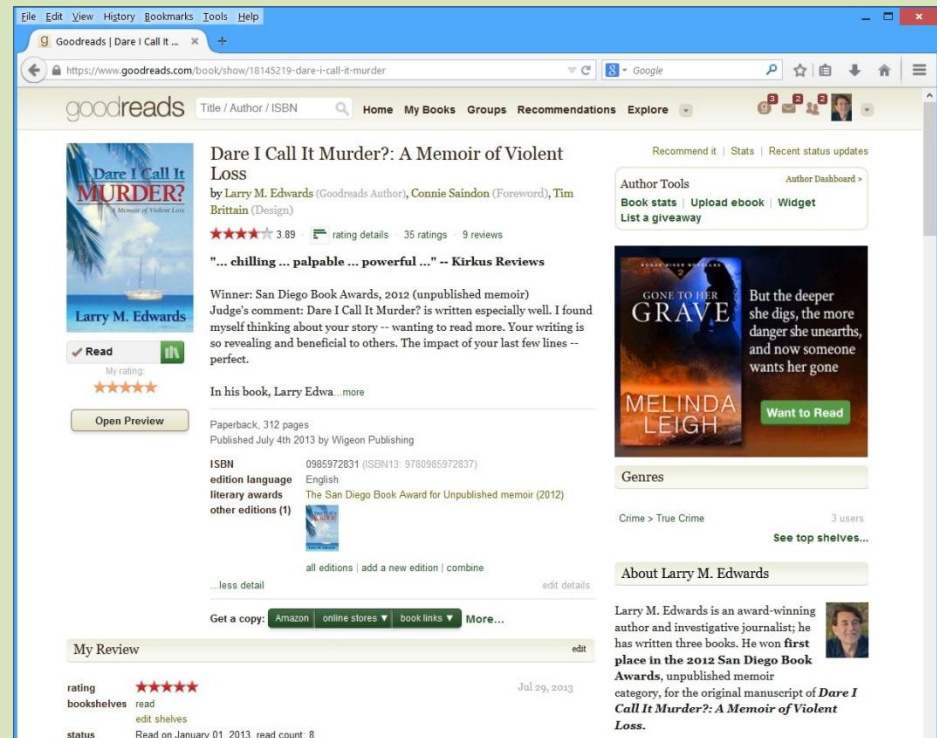 File Edit View History Bookmarks Tools Help
Goodreads | Dare I Call It ...
https://www.goodreads.com/book/show/18145219-dare-i-call-it-murder
Google
goodreads
Title / Author / ISBN
Home My Books Groups Recommendations Explore
3 2 2
Dare I Call It
MURDER?
A Memoir of Violent Loss
Larry M. Edwards
Read
My rating:
Open Preview
Dare I Call It Murder?: A Memoir of Violent
Loss
by Larry M. Edwards (Goodreads Author), Connie Saindon (Foreword), Tim
Brittain (Design)
3.89 · rating details · 35 ratings · 9 reviews
"... chilling ... palpable ... powerful ..." -- Kirkus Reviews
Winner: San Diego Book Awards, 2012 (unpublished memoir)
Judge's comment: Dare I Call It Murder? is written especially well. I found
myself thinking about your story -- wanting to read more. Your writing is
so revealing and beneficial to others. The impact of your last few lines --
perfect.
In his book, Larry Edwa...more
Paperback, 312 pages
Published July 4th 2013 by Wigeon Publishing
ISBN 0985972831 (ISBN13: 9780985972837)
edition language English
literary awards The San Diego Book Award for Unpublished memoir (2012)
other editions (1)
all editions | add a new edition | combine
...less detail
edit details
Get a copy: Amazon online stores ▼ book links ▼ More...
My Review
edit
rating
Jul 29, 2013
bookshelves read
edit shelves
status Read on January 01, 2013, read count: 8
Recommend it | Stats | Recent status updates
Author Tools
Author Dashboard »
Book stats | Upload ebook | Widget
List a giveaway
ROGUE RIVER NOVELLAS
2
GONE TO HER
GRAVE
MELINDA
LEIGH
But the deeper
she digs, the more
danger she unearths,
and now someone
wants her gone
Want to Read
Genres
Crime > True Crime
3 users
See top shelves...
About Larry M. Edwards
Larry M. Edwards is an award-winning
author and investigative journalist; he
has written three books. He won first
place in the 2012 San Diego Book
Awards, unpublished memoir
category, for the original manuscript of Dare I
Call It Murder?: A Memoir of Violent
Loss.